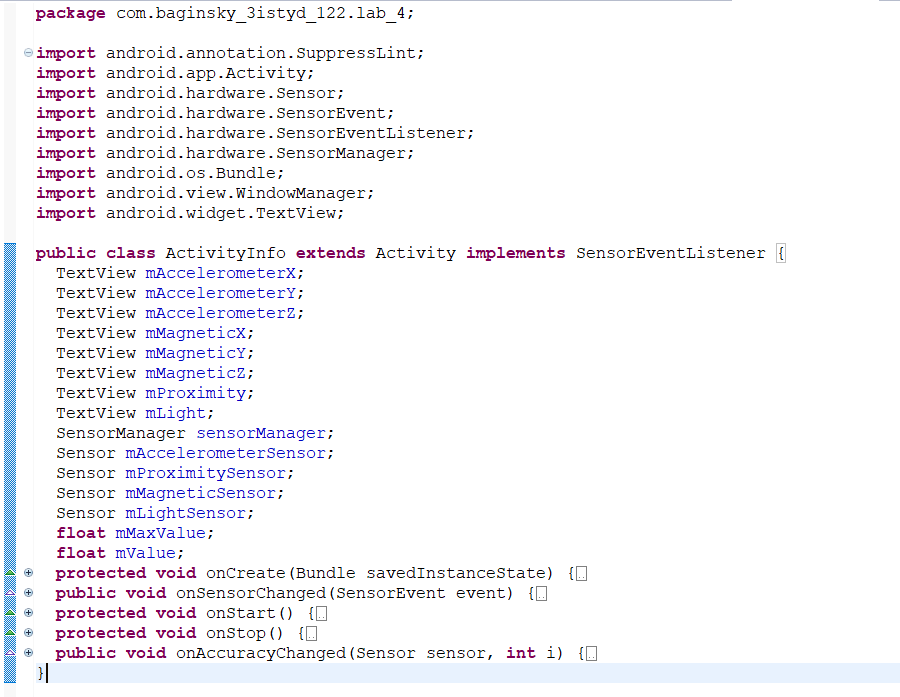 package com.baginsky_3istyd_122.lab_4;
import android.annotation.SuppressLint;
import android.app.Activity;
import android.hardware.Sensor;
import android.hardware.SensorEvent;
import android.hardware.SensorEventListener;
import android.hardware.SensorManager;
import android.os.Bundle;
import android.view.WindowManager;
import android.widget.TextView;
public class ActivityInfo extends Activity implements SensorEventListener {
TextView mAccelerometerX;
TextView mAccelerometerY;
TextView mAccelerometerZ;
TextView mMagneticX;
TextView mMagneticY;
TextView mMagneticZ;
TextView mProximity;
TextView mLight;
SensorManager sensorManager;
Sensor mAccelerometerSensor;
Sensor mProximitySensor;
Sensor mMagneticSensor;
Sensor mLightSensor;
float mMaxValue;
float mValue;
protected void onCreate(Bundle savedInstanceState) {..
public void onSensorChanged(SensorEvent event) {..
protected void onStart() {..
protected void onStop() {..
public void onAccuracyChanged(Sensor sensor, int i) {..
}